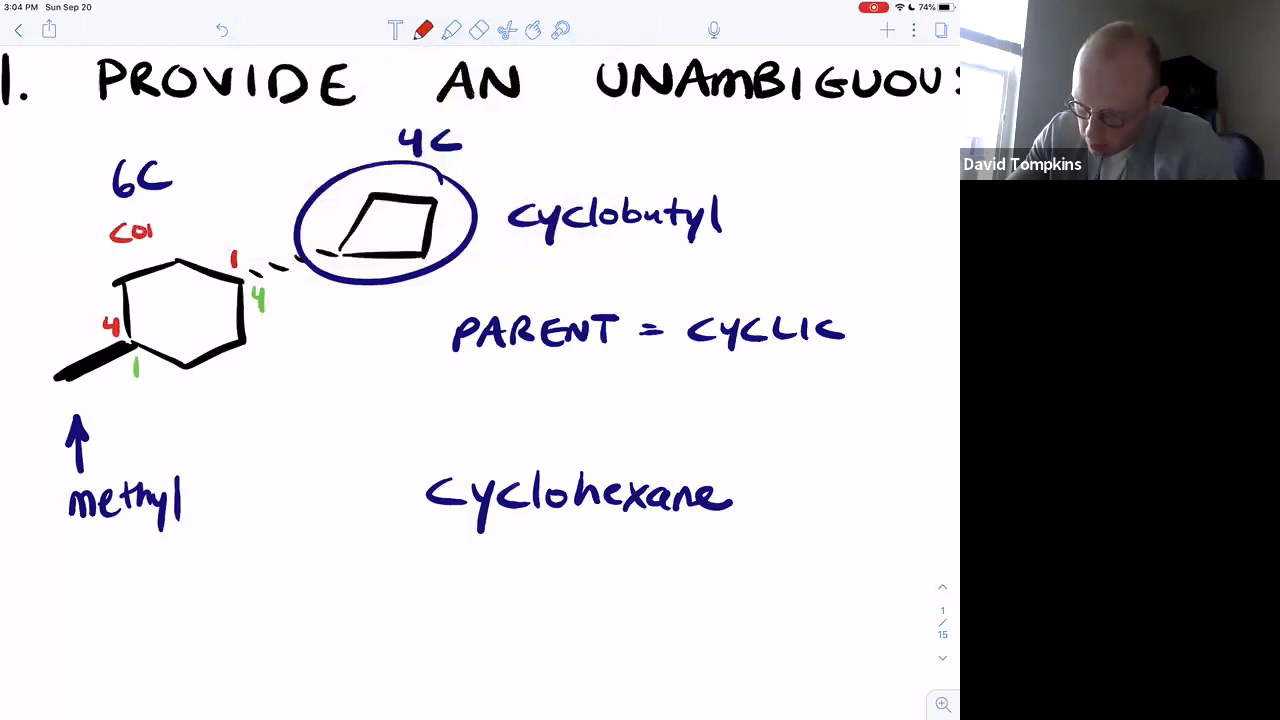 3:04 PM Sun Sep 20
74%
1. PROVIDE AN UNAMBIGUOUS
4C
6C
cyclobutyl
1
4
4
PARENT = CYCLIC
1
methyl
cyclohexane
1
/
15
David Tompkins